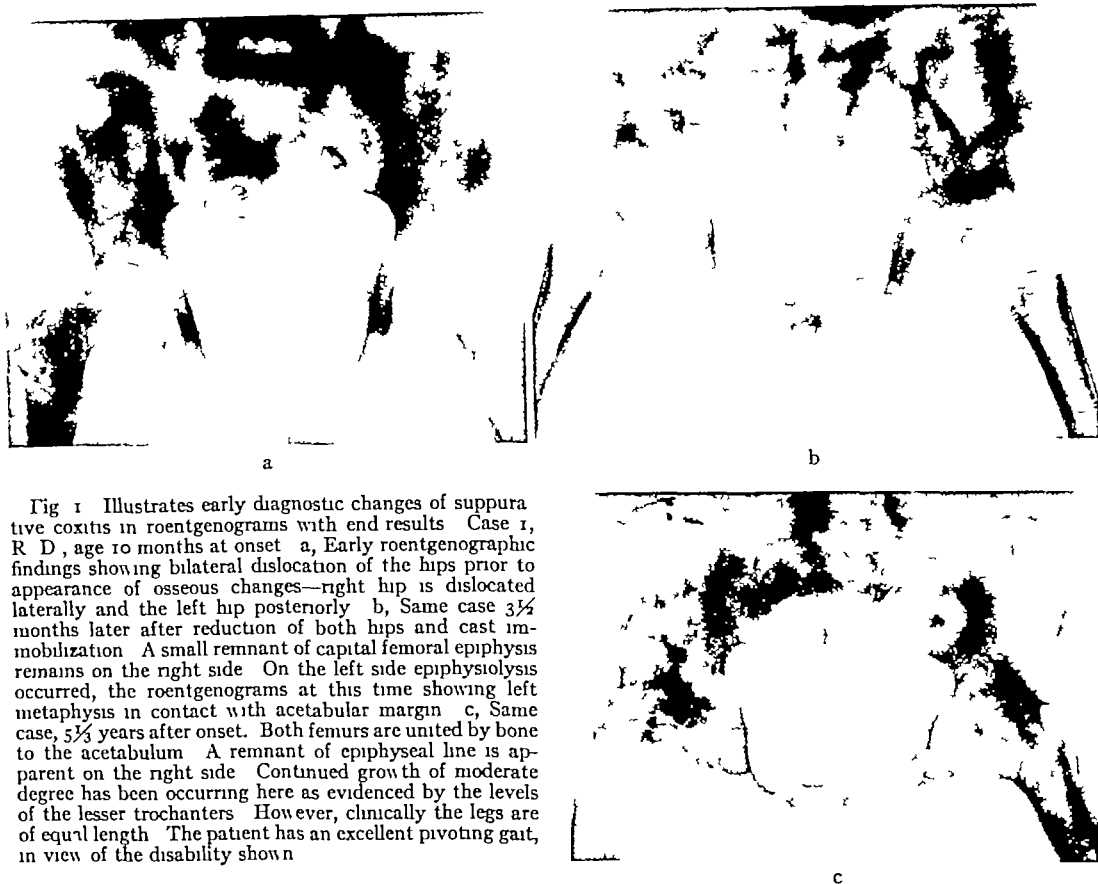 a
b
Fig 1 Illustrates early diagnostic changes of suppura
tive coxitis in roentgenograms with end results Case 1,
R D , age 10 months at onset a, Early roentgenographic
findings showing bilateral dislocation of the hips prior to
appearance of osseous changes—right hip is dislocated
laterally and the left hip posteriorly b, Same case 3½
months later after reduction of both hips and cast im-
mobilization A small remnant of capital femoral epiphysis
remains on the right side On the left side epiphysiolysis
occurred, the roentgenograms at this time showing left
metaphysis in contact with acetabular margin c, Same
case, 5⅓ years after onset. Both femurs are united by bone
to the acetabulum A remnant of epiphyseal line is ap-
parent on the right side Continued growth of moderate
degree has been occurring here as evidenced by the levels
of the lesser trochanters However, clinically the legs are
of equal length The patient has an excellent pivoting gait,
in view of the disability shown
c